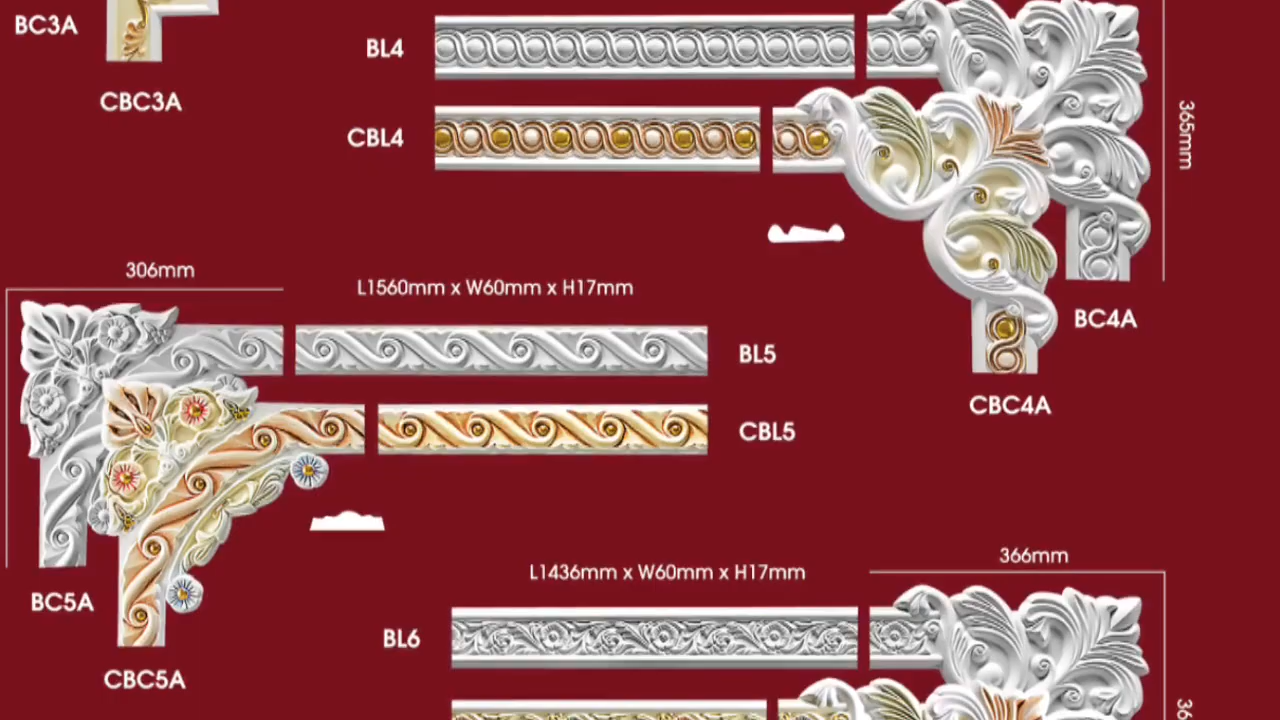 BC3A
CBC3A
BL4
CBL4
365mm
BC4A
CBC4A
306mm
L1560mm x W60mm x H17mm
BL5
CBL5
BC5A
CBC5A
L1436mm x W60mm x H17mm
366mm
BL6